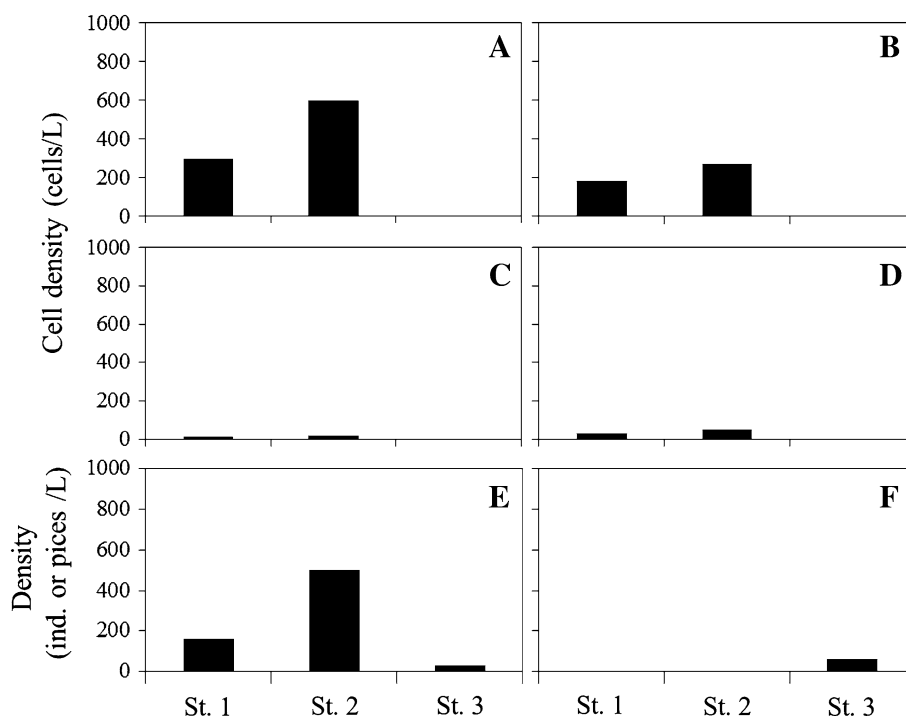 1000
800
600
400
200
0
A
B
1000
800
600
400
200
0
C
D
1000
800
600
400
200
0
E
F
Cell density (cells/L)
Density
(ind. or pices /L)
St. 1 St. 2 St. 3 St. 1 St. 2 St. 3